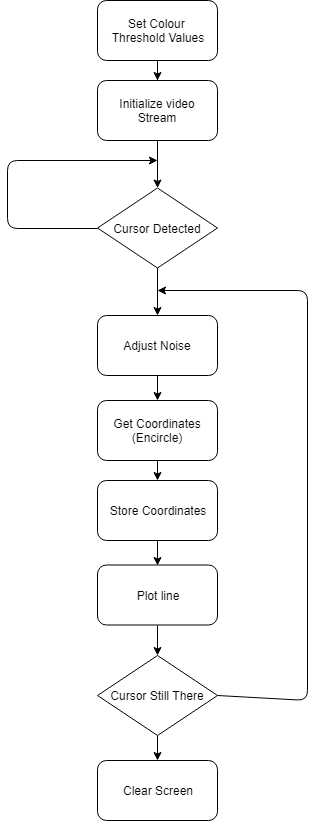 Set Colour
Threshold Values
Initialize video
Stream
Cursor Detected
Adjust Noise
Get Coordinates
(Encircle)
Store Coordinates
Plot line
Cursor Still There
Clear Screen